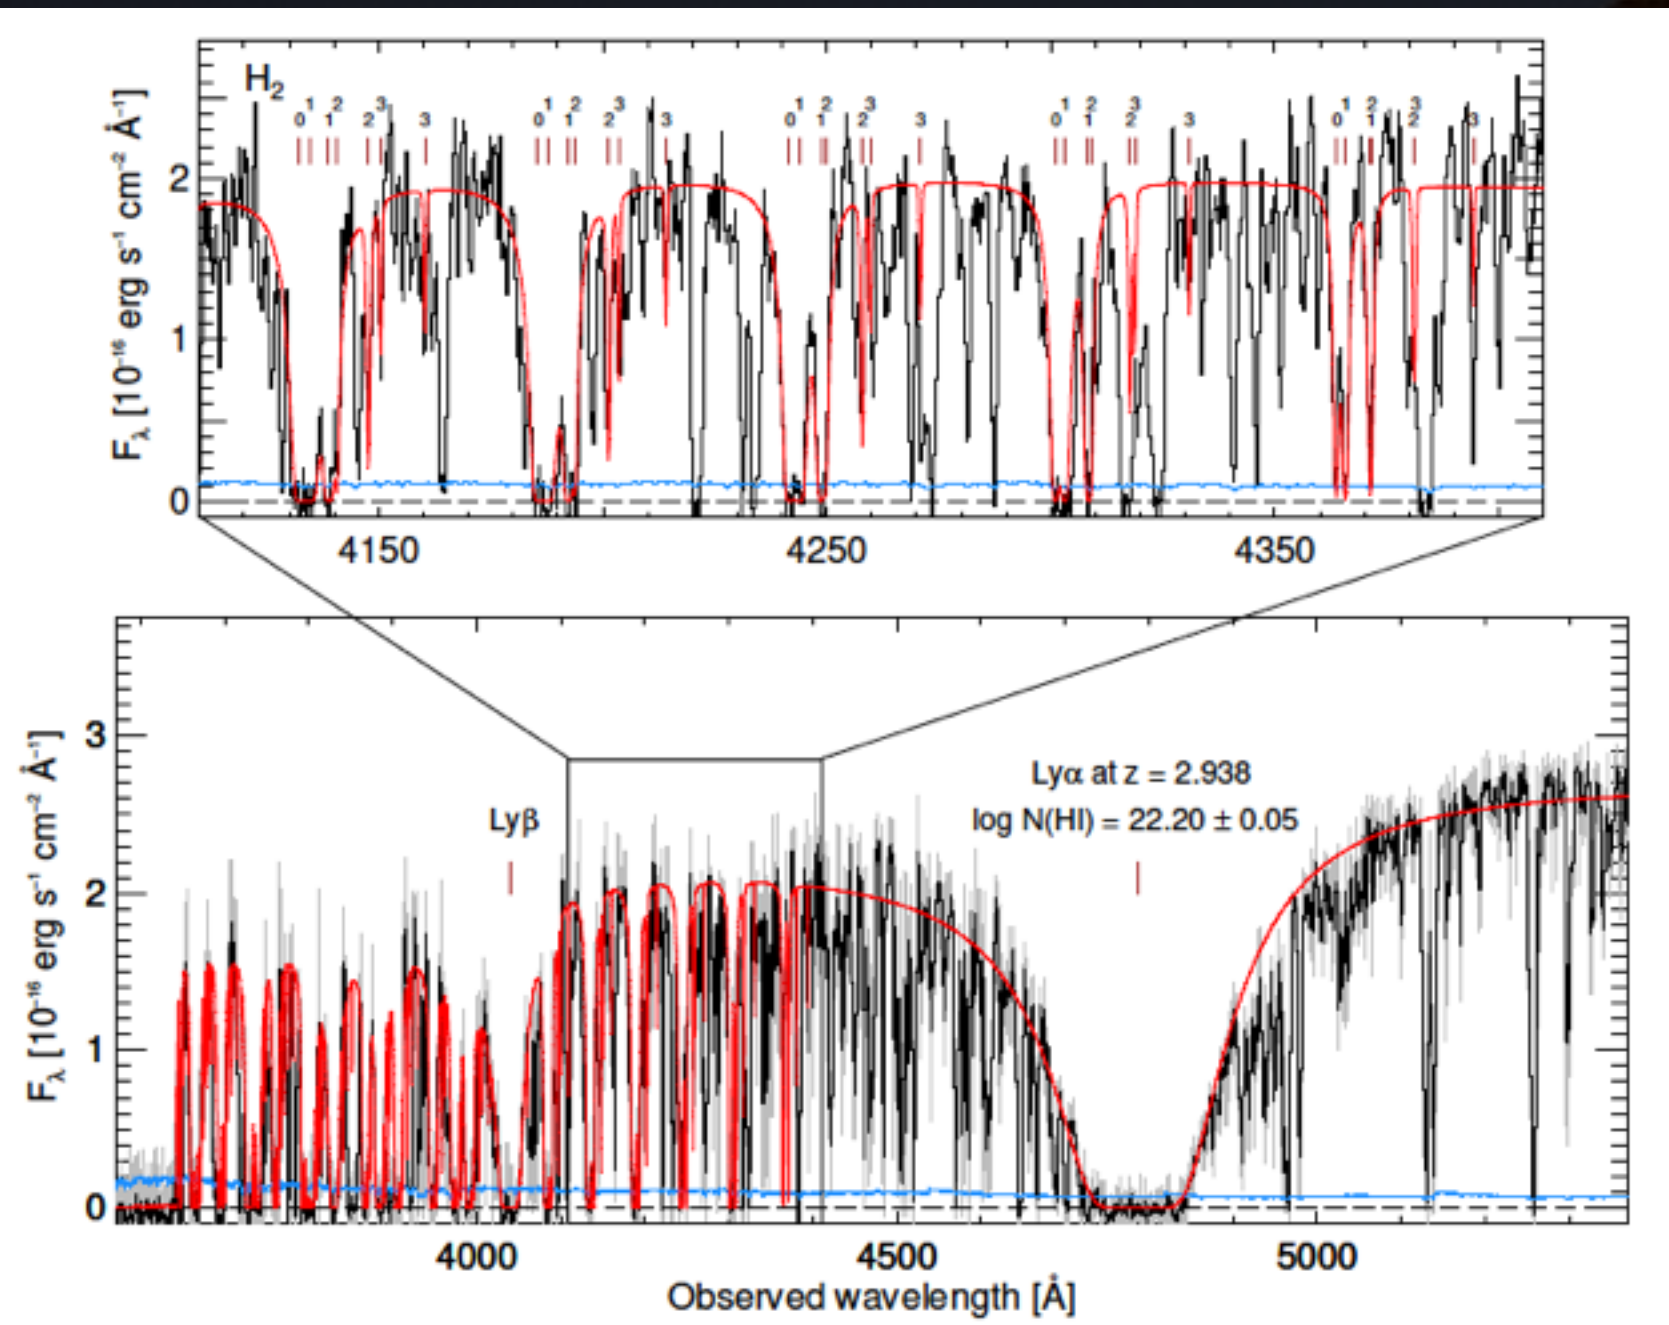 H₂
0 1 1 2 2 3 3 0 1 1 2 2 3 3 0 1 1 2 2 3 3 0 1 1 2 2 3 3 0 1 1 2 2 3 3
F_λ [10⁻¹⁶ erg s⁻¹ cm⁻² Å⁻¹]
2
1
0
4150 4250 4350
F_λ [10⁻¹⁶ erg s⁻¹ cm⁻² Å⁻¹]
3
2
1
0
Lyβ
Lyα at z = 2.938
log N(HI) = 22.20 ± 0.05
4000 4500 5000
Observed wavelength [Å]